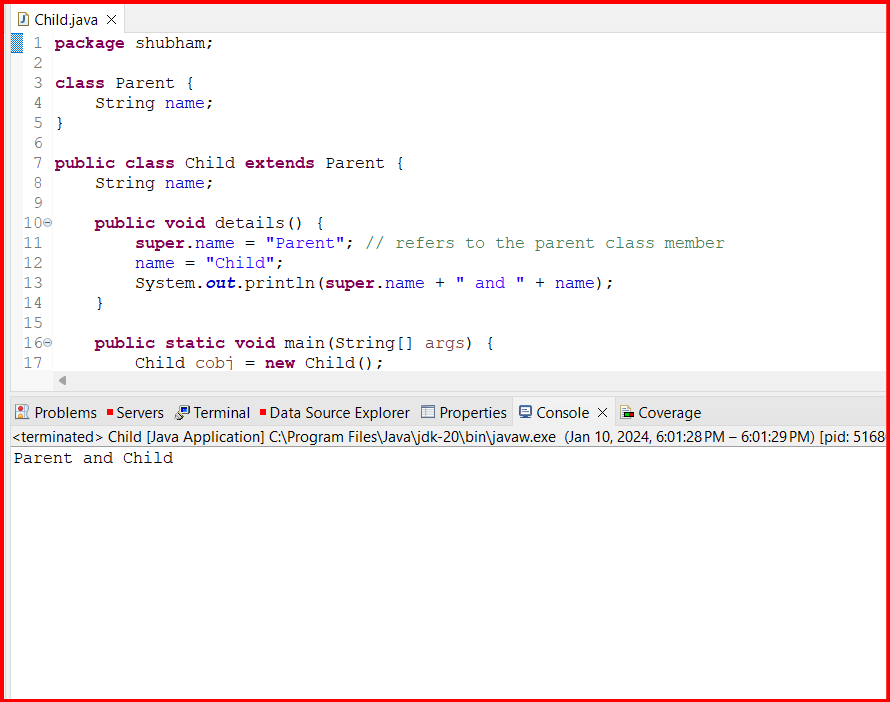 Child.java
1 package shubham;
2
3 class Parent {
4     String name;
5 }
6
7 public class Child extends Parent {
8     String name;
9
10     public void details() {
11         super.name = "Parent"; // refers to the parent class member
12         name = "Child";
13         System.out.println(super.name + " and " + name);
14     }
15
16     public static void main(String[] args) {
17         Child cobj = new Child();
Problems Servers Terminal Data Source Explorer Properties Console Coverage
<terminated> Child [Java Application] C:\Program Files\Java\jdk-20\bin\javaw.exe (Jan 10, 2024, 6:01:28 PM – 6:01:29 PM) [pid: 5168
Parent and Child